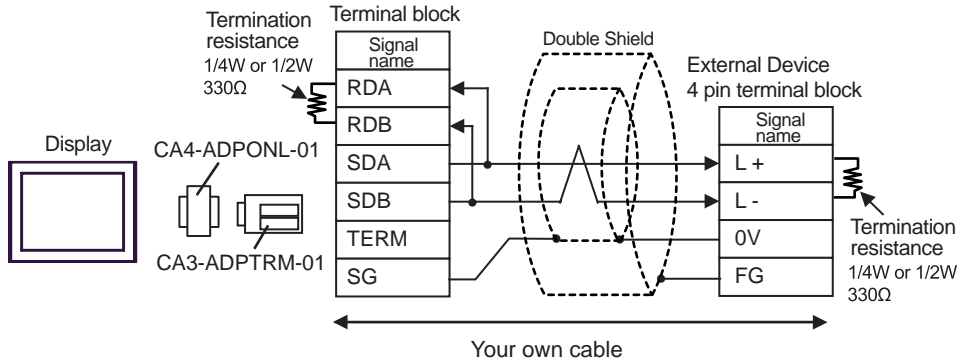 Termination
resistance
1/4W or 1/2W
330Ω
Terminal block
Signal
name
RDA
RDB
SDA
SDB
TERM
SG
Display
CA4-ADPONL-01
CA3-ADPTRM-01
Double Shield
External Device
4 pin terminal block
Signal
name
L +
L -
0V
FG
Termination
resistance
1/4W or 1/2W
330Ω
Your own cable